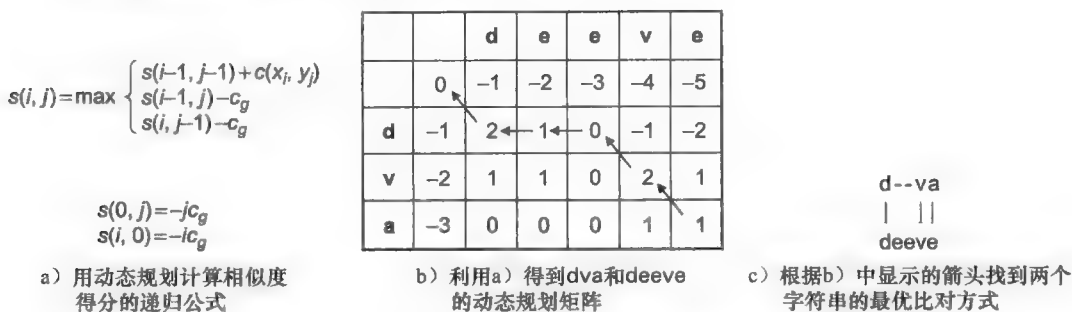 s(i, j)=max { s(i–1, j–1)+c(xᵢ, yⱼ)
s(i–1, j)–c_g
s(i, j–1)–c_g
s(0, j)=–jc_g
s(i, 0)=–ic_g
a）用动态规划计算相似度
得分的递归公式
d e e v e
0 –1 –2 –3 –4 –5
d –1 2 1 0 –1 –2
v –2 1 1 0 2 1
a –3 0 0 0 1 1
b）利用a）得到dva和deeve
的动态规划矩阵
d--va
| ||
deeve
c）根据b）中显示的箭头找到两个
字符串的最优比对方式